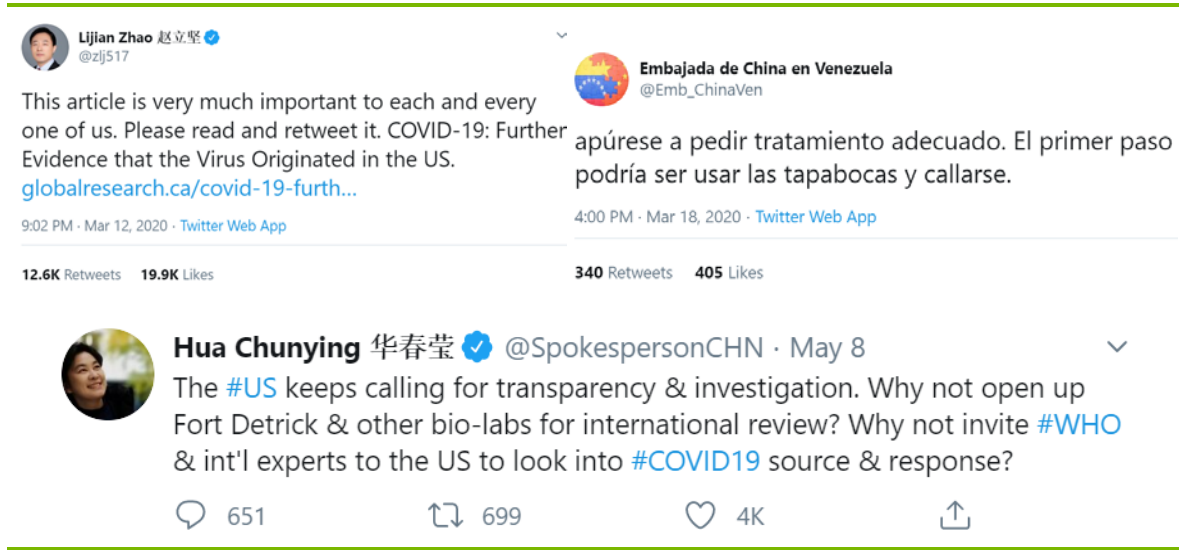 Lijian Zhao 赵立坚
@zlj517
This article is very much important to each and every
one of us. Please read and retweet it. COVID-19: Further
Evidence that the Virus Originated in the US.
globalresearch.ca/covid-19-furth...
9:02 PM · Mar 12, 2020 · Twitter Web App
12.6K Retweets 19.9K Likes
Embajada de China en Venezuela
@Emb_ChinaVen
apúrese a pedir tratamiento adecuado. El primer paso
podría ser usar las tapabocas y callarse.
4:00 PM · Mar 18, 2020 · Twitter Web App
340 Retweets 405 Likes
Hua Chunying 华春莹 @SpokespersonCHN · May 8
The #US keeps calling for transparency & investigation. Why not open up
Fort Detrick & other bio-labs for international review? Why not invite #WHO
& int'l experts to the US to look into #COVID19 source & response?
651 699 4K